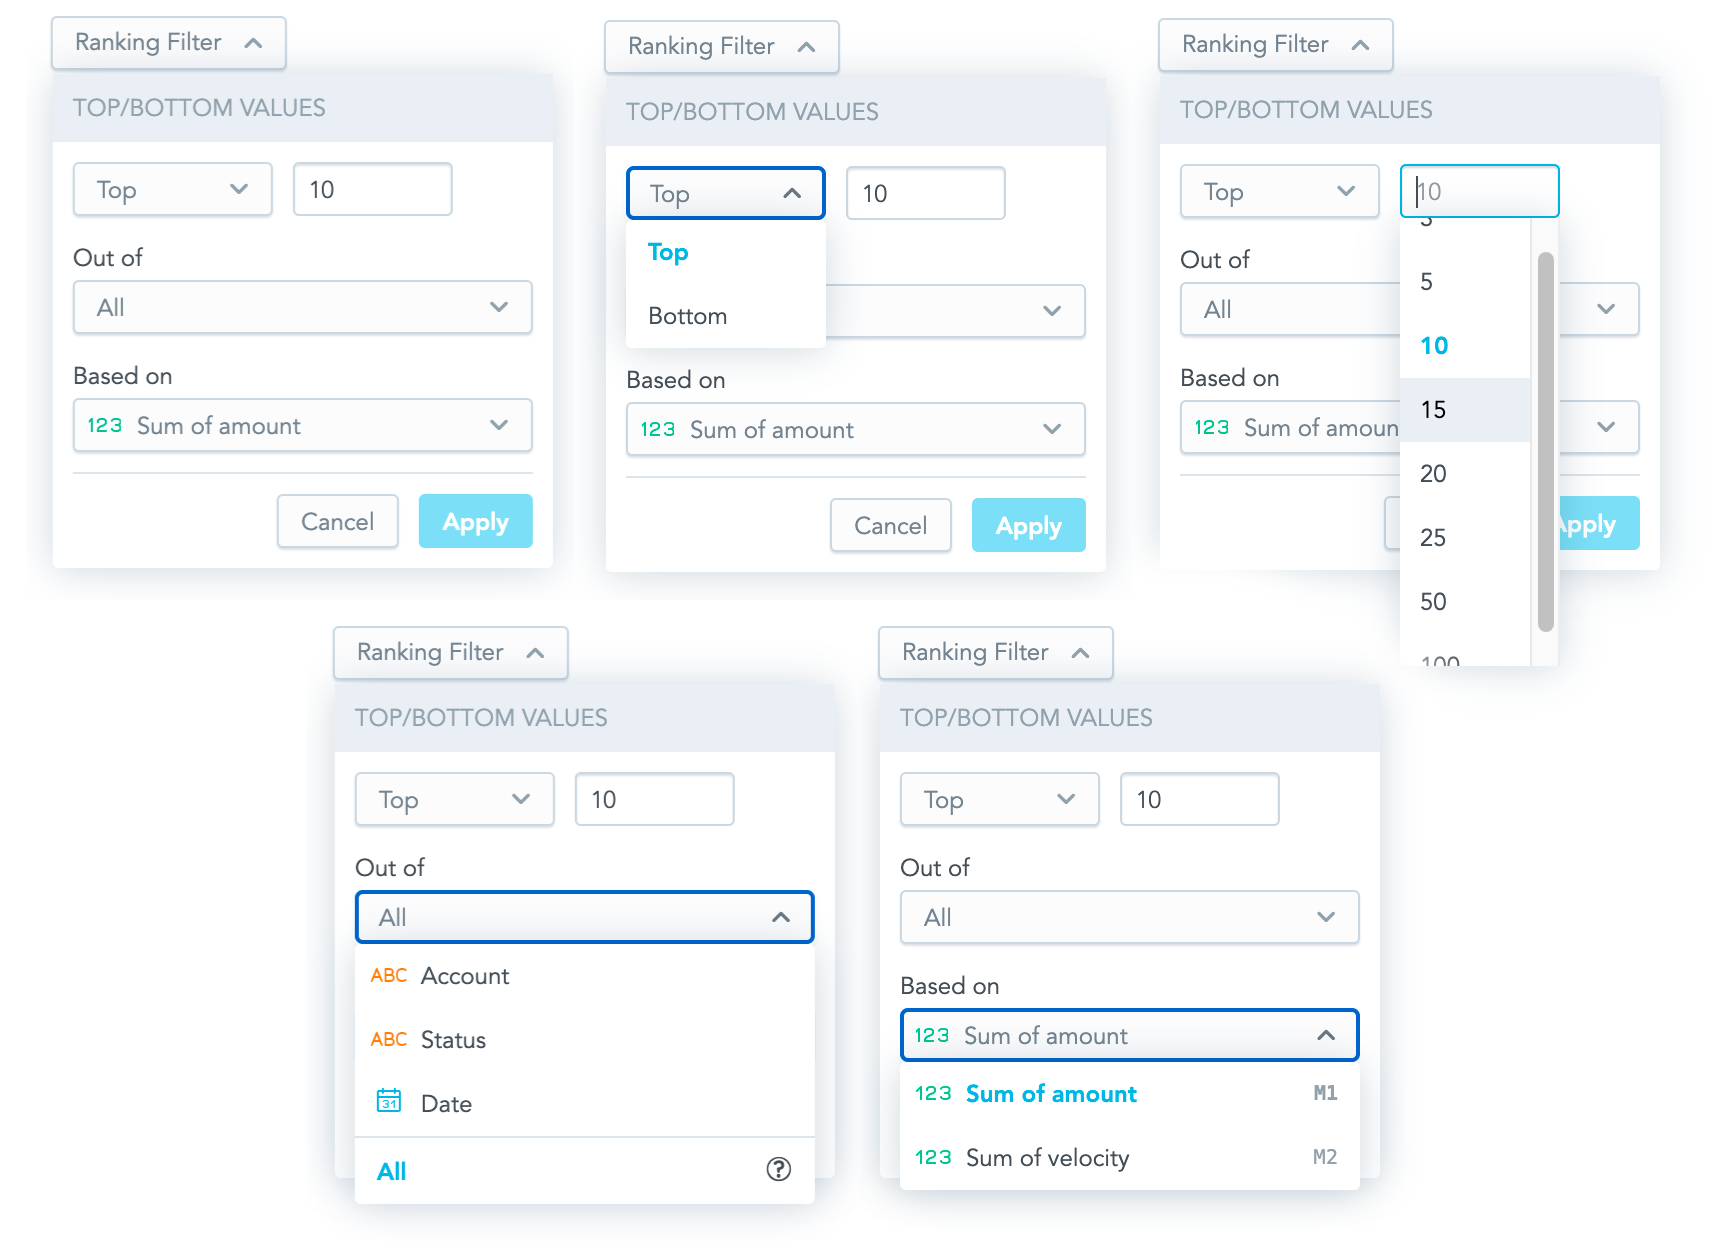 Ranking Filter
TOP/BOTTOM VALUES
Top 10
Out of
All
Based on
123 Sum of amount
Cancel Apply
Ranking Filter
TOP/BOTTOM VALUES
Top 10
Top
Bottom
Based on
123 Sum of amount
Cancel Apply
Ranking Filter
TOP/BOTTOM VALUES
Top 10
Out of
All
Based on
123 Sum of amoun
Apply
3
5
10
15
20
25
50
100
Ranking Filter
TOP/BOTTOM VALUES
Top 10
Out of
All
ABC Account
ABC Status
31 Date
All ?
Ranking Filter
TOP/BOTTOM VALUES
Top 10
Out of
All
Based on
123 Sum of amount
123 Sum of amount M1
123 Sum of velocity M2